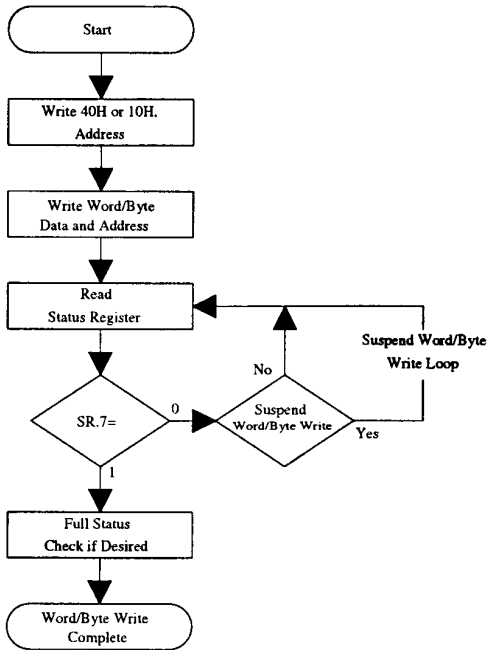 Start
Write 40H or 10H,
Address
Write Word/Byte
Data and Address
Read
Status Register
Suspend Word/Byte
Write Loop
No
SR.7=
0
Suspend
Word/Byte Write
Yes
1
Full Status
Check if Desired
Word/Byte Write
Complete